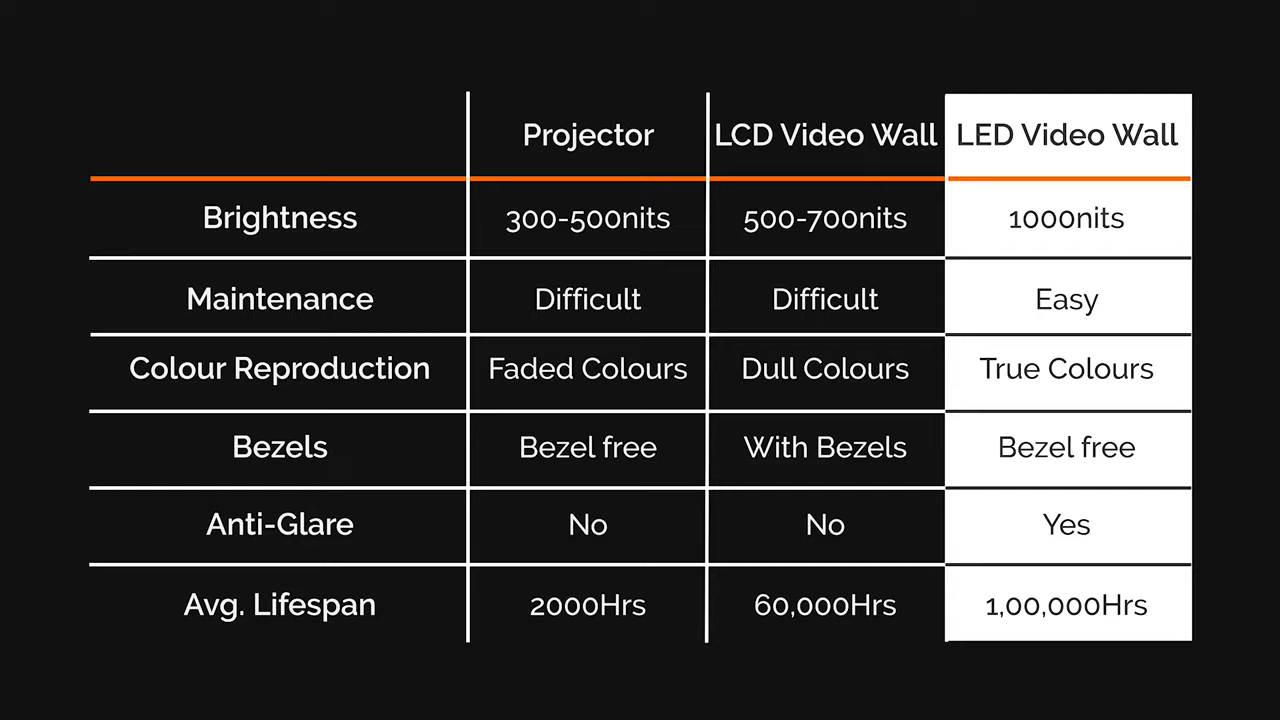 Projector LCD Video Wall LED Video Wall
Brightness 300-500nits 500-700nits 1000nits
Maintenance Difficult Difficult Easy
Colour Reproduction Faded Colours Dull Colours True Colours
Bezels Bezel free With Bezels Bezel free
Anti-Glare No No Yes
Avg. Lifespan 2000Hrs 60,000Hrs 1,00,000Hrs